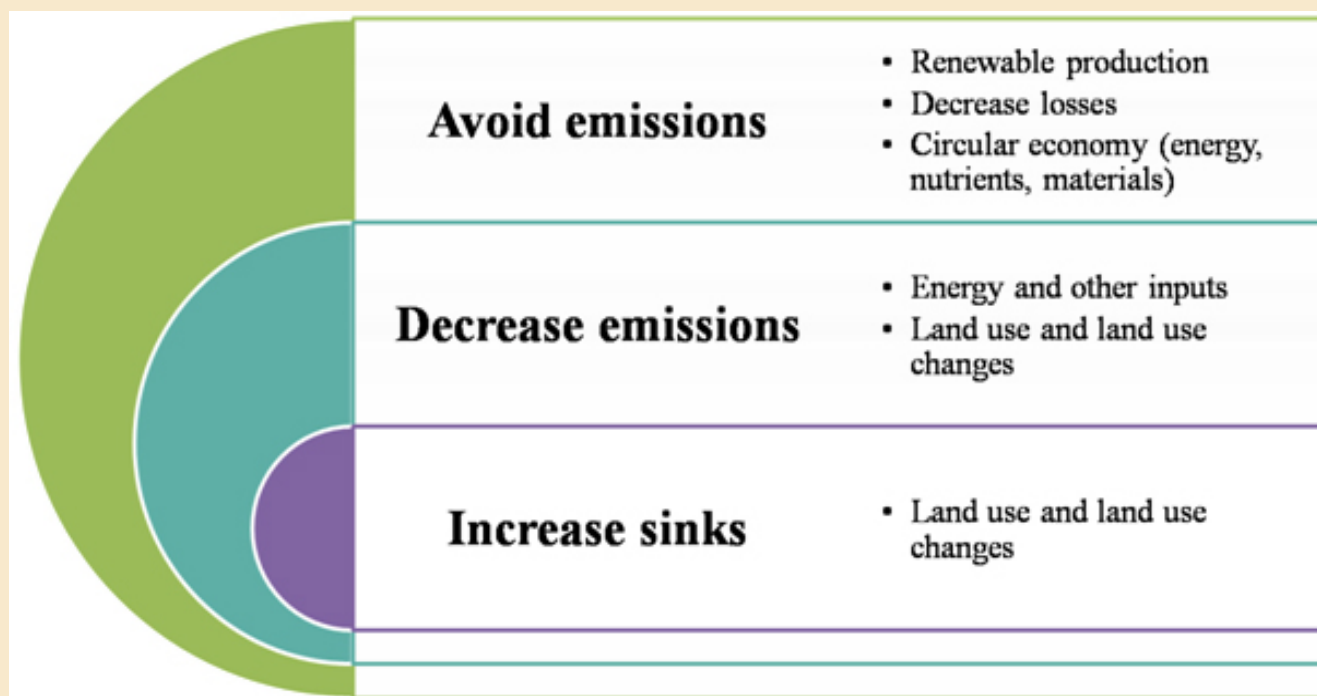 Avoid emissions
• Renewable production
• Decrease losses
• Circular economy (energy,
nutrients, materials)
Decrease emissions
• Energy and other inputs
• Land use and land use
changes
Increase sinks
• Land use and land use
changes